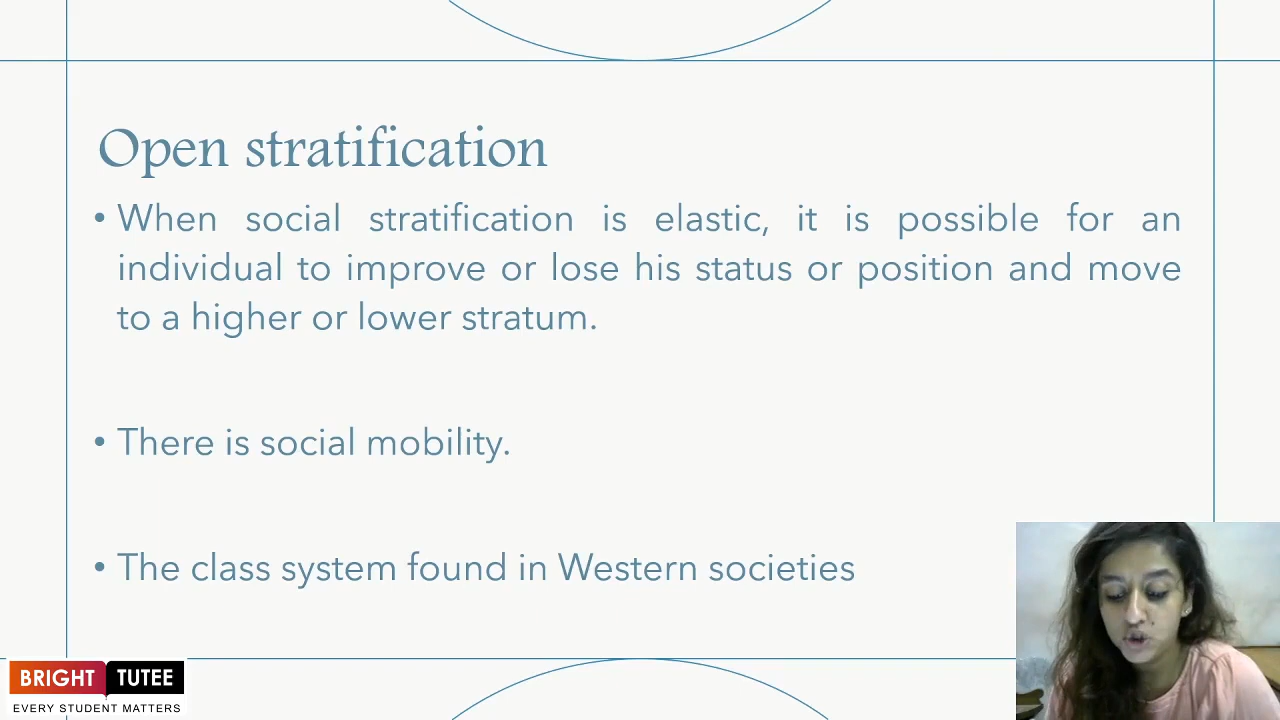 Open stratification
• When social stratification is elastic, it is possible for an
individual to improve or lose his status or position and move
to a higher or lower stratum.
• There is social mobility.
• The class system found in Western societies
BRIGHT TUTEE
EVERY STUDENT MATTERS